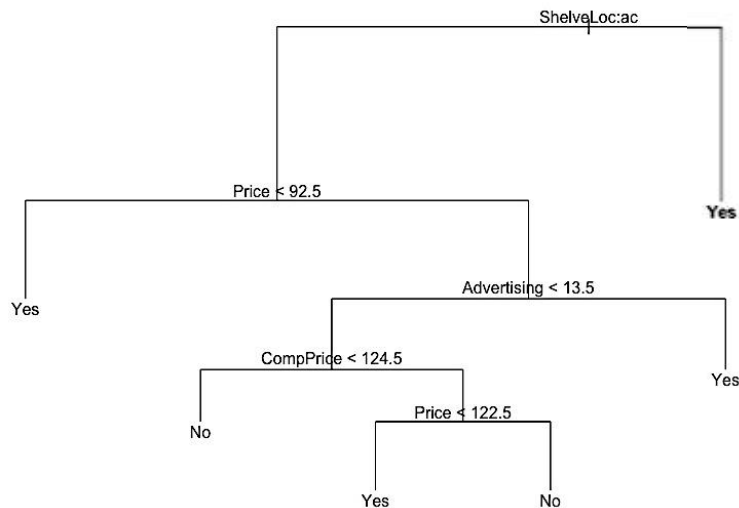 ShelveLoc:ac
Price < 92.5
Yes
Yes
Advertising < 13.5
CompPrice < 124.5
Yes
Price < 122.5
No
Yes
No